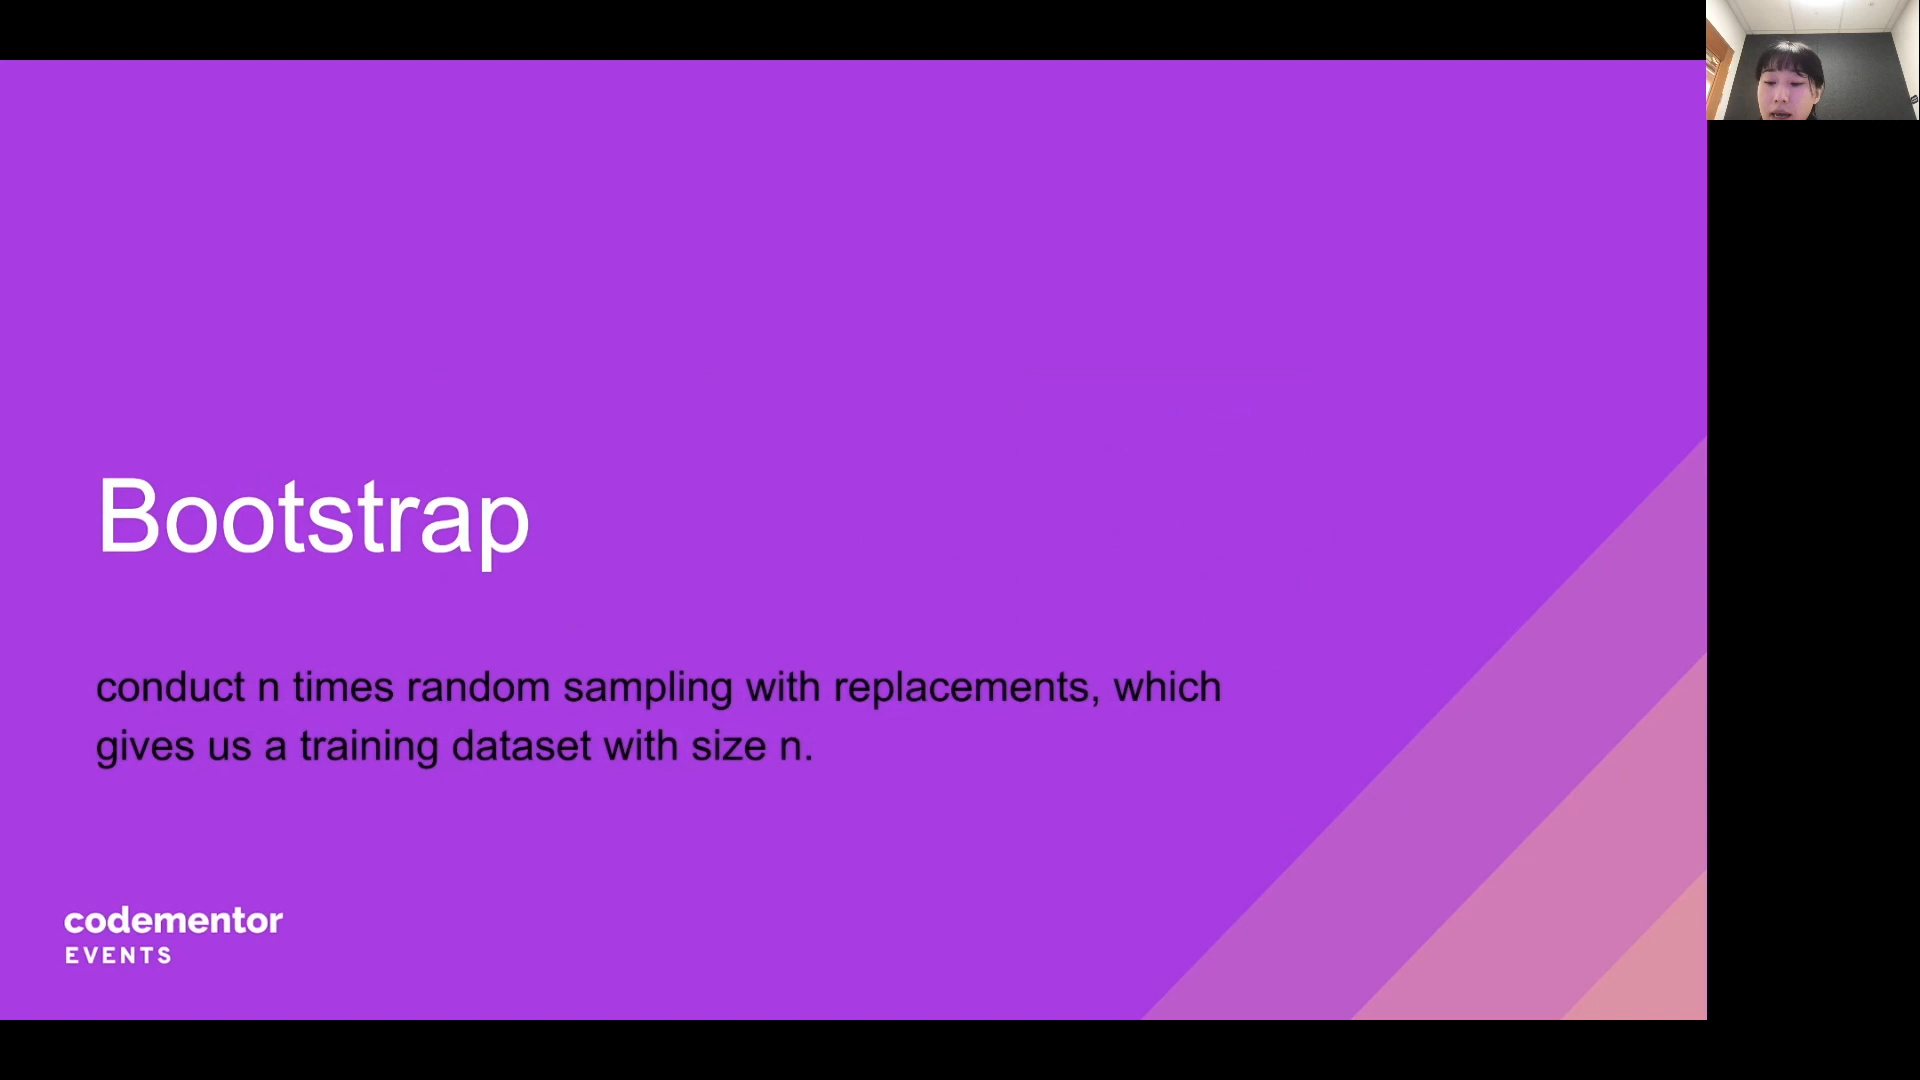 Bootstrap
conduct n times random sampling with replacements, which
gives us a training dataset with size n.
codementor
EVENTS